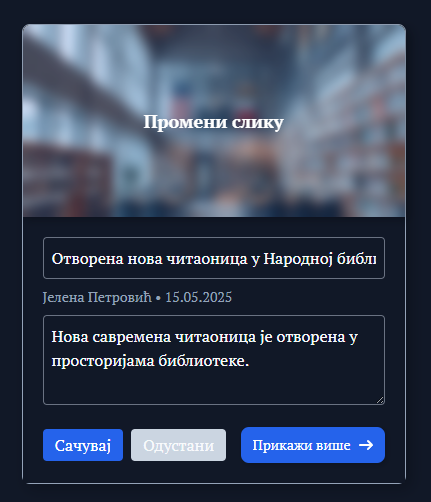 Промени слику
Отворена нова читаоница у Народној библи
Јелена Петровић • 15.05.2025
Нова савремена читаоница је отворена у
просторијама библиотеке.
Сачувај Одустани Прикажи више →